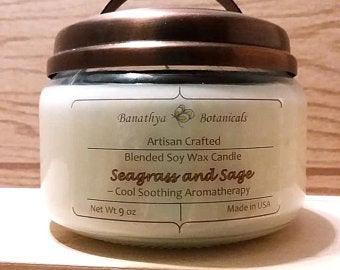 Banathya Botanicals
Artisan Crafted
Blended Soy Wax Candle
Seagrass and Sage
– Cool Soothing Aromatherapy
Net Wt 9 oz Made in USA